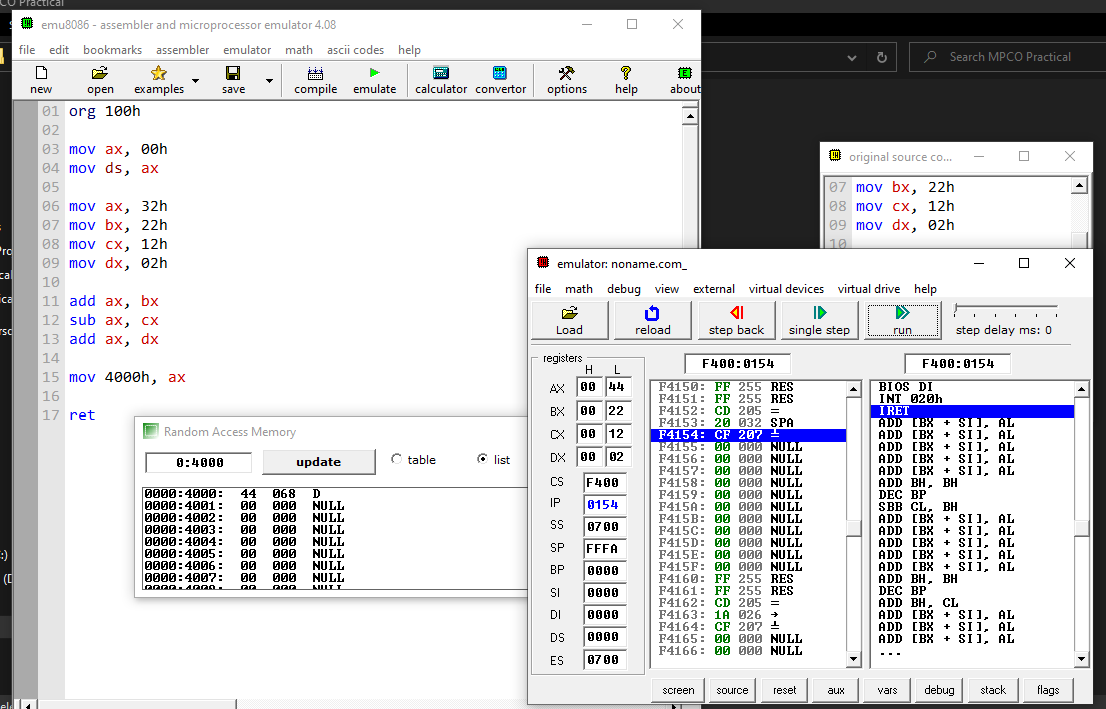 CO Practical
emu8086 - assembler and microprocessor emulator 4.08
file edit bookmarks assembler emulator math ascii codes help
new open examples save compile emulate calculator convertor options help about
Search MPCO Practical
01 org 100h
02
03 mov ax, 00h
04 mov ds, ax
05
06 mov ax, 32h
07 mov bx, 22h
08 mov cx, 12h
09 mov dx, 02h
10
11 add ax, bx
12 sub ax, cx
13 add ax, dx
14
15 mov 4000h, ax
16
17 ret
original source co...
07 mov bx, 22h
08 mov cx, 12h
09 mov dx, 02h
10
Random Access Memory
0:4000 update table list
0000:4000: 44 068 D
0000:4001: 00 000 NULL
0000:4002: 00 000 NULL
0000:4003: 00 000 NULL
0000:4004: 00 000 NULL
0000:4005: 00 000 NULL
0000:4006: 00 000 NULL
0000:4007: 00 000 NULL
0000:4008: 00 000 NULL
emulator: noname.com_
file math debug view external virtual devices virtual drive help
Load reload step back single step run step delay ms: 0
registers
H L
AX 00 44
BX 00 22
CX 00 12
DX 00 02
CS F400
IP 0154
SS 0700
SP FFFA
BP 0000
SI 0000
DI 0000
DS 0000
ES 0700
F400:0154
F4150: FF 255 RES
F4151: FF 255 RES
F4152: CD 205 =
F4153: 20 032 SPA
F4154: CF 207 ╧
F4155: 00 000 NULL
F4156: 00 000 NULL
F4157: 00 000 NULL
F4158: 00 000 NULL
F4159: 00 000 NULL
F415A: 00 000 NULL
F415B: 00 000 NULL
F415C: 00 000 NULL
F415D: 00 000 NULL
F415E: 00 000 NULL
F415F: 00 000 NULL
F4160: FF 255 RES
F4161: FF 255 RES
F4162: CD 205 =
F4163: 1A 026 →
F4164: CF 207 ╧
F4165: 00 000 NULL
F4166: 00 000 NULL
F400:0154
BIOS DI
INT 020h
IRET
ADD [BX + SI], AL
ADD [BX + SI], AL
ADD [BX + SI], AL
ADD [BX + SI], AL
ADD [BX + SI], AL
ADD BH, BH
DEC BP
SBB CL, BH
ADD [BX + SI], AL
ADD [BX + SI], AL
ADD [BX + SI], AL
ADD [BX + SI], AL
ADD [BX + SI], AL
ADD BH, BH
DEC BP
ADD BH, CL
ADD [BX + SI], AL
ADD [BX + SI], AL
ADD [BX + SI], AL
...
screen source reset aux vars debug stack flags